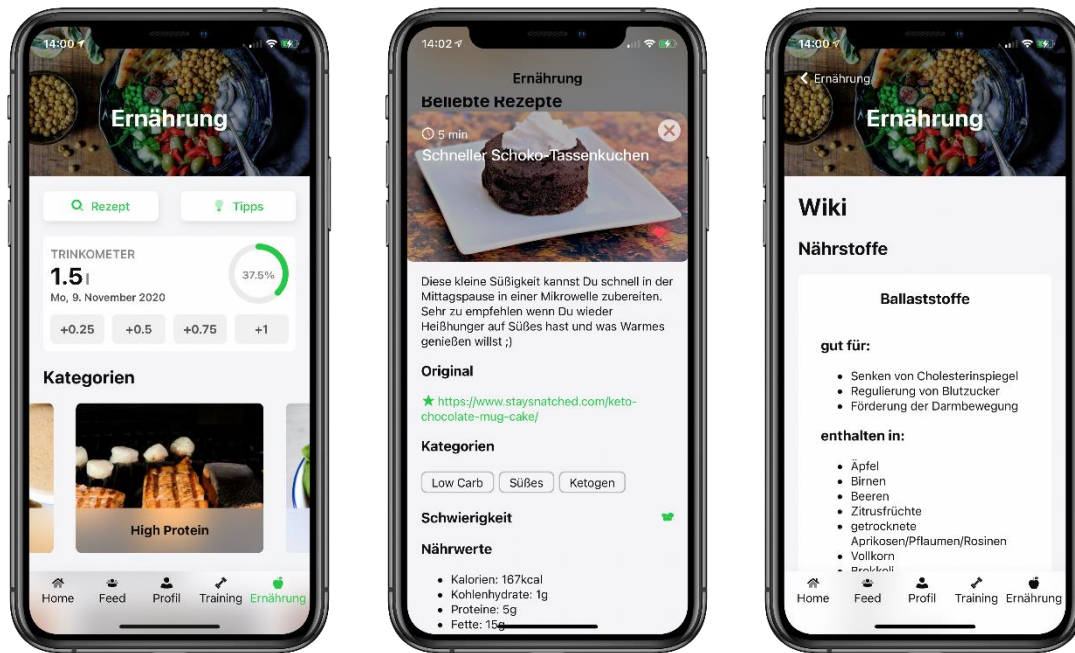 14:00
Ernährung
Rezept
Tipps
TRINKOMETER
1.5 l
37.5%
Mo, 9. November 2020
+0.25
+0.5
+0.75
+1
Kategorien
High Protein
Home
Feed
Profil
Training
Ernährung
14:02
Ernährung
Beliebte Rezepte
5 min
Schneller Schoko-Tassenkuchen
Diese kleine Süßigkeit kannst Du schnell in der
Mittagspause in einer Mikrowelle zubereiten.
Sehr zu empfehlen wenn Du wieder
Heißhunger auf Süßes hast und was Warmes
genießen willst ;)
Original
https://www.staysnatched.com/keto-
chocolate-mug-cake/
Kategorien
Low Carb
Süßes
Ketogen
Schwierigkeit
Nährwerte
• Kalorien: 167kcal
• Kohlenhydrate: 1g
• Proteine: 5g
• Fette: 15g
14:00
Ernährung
Ernährung
Wiki
Nährstoffe
Ballaststoffe
gut für:
• Senken von Cholesterinspiegel
• Regulierung von Blutzucker
• Förderung der Darmbewegung
enthalten in:
• Äpfel
• Birnen
• Beeren
• Zitrusfrüchte
• getrocknete
Aprikosen/Pflaumen/Rosinen
• Vollkorn
• Brokkoli
Home
Feed
Profil
Training
Ernährung